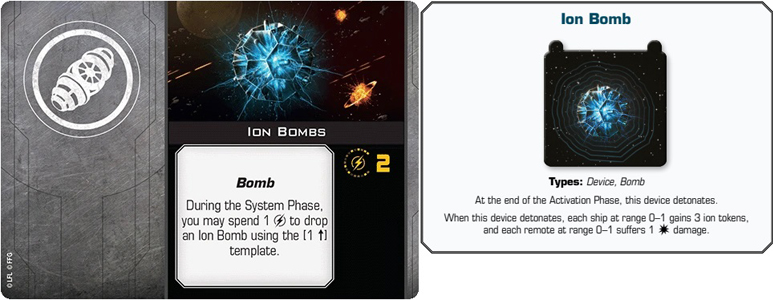 ION BOMBS
2
Bomb
During the System Phase,
you may spend 1 to drop
an Ion Bomb using the [1 ]
template.
© LFL © FFG
Ion Bomb
Types: Device, Bomb
At the end of the Activation Phase, this device detonates.
When this device detonates, each ship at range 0–1 gains 3 ion tokens,
and each remote at range 0–1 suffers 1 damage.